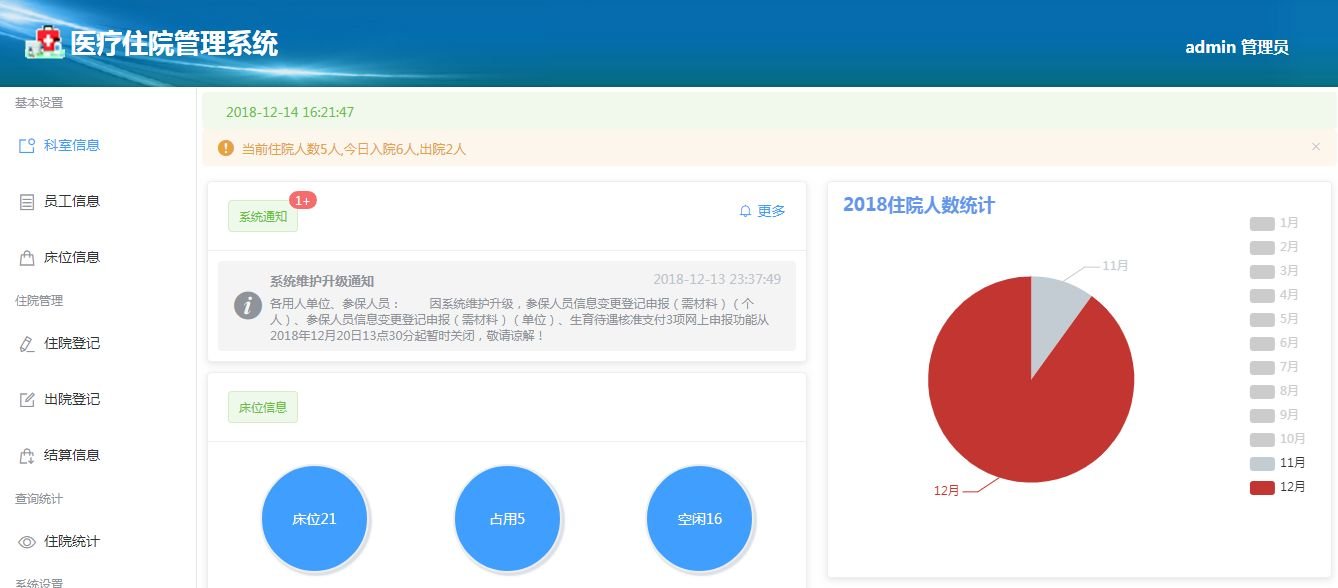 医疗住院管理系统
admin 管理员
基本设置
科室信息
员工信息
床位信息
住院管理
住院登记
出院登记
结算信息
查询统计
住院统计
系统设置
2018-12-14 16:21:47
当前住院人数5人,今日入院6人,出院2人
系统通知
1+
更多
系统维护升级通知
2018-12-13 23:37:49
各用人单位、参保人员： 因系统维护升级，参保人员信息变更登记申报（需材料）（个
人）、参保人员信息变更登记申报（需材料）（单位）、生育待遇核准支付3项网上申报功能从
2018年12月20日13点30分起暂时关闭，敬请谅解！
床位信息
床位21
占用5
空闲16
2018住院人数统计
11月
12月
1月
2月
3月
4月
5月
6月
7月
8月
9月
10月
11月
12月